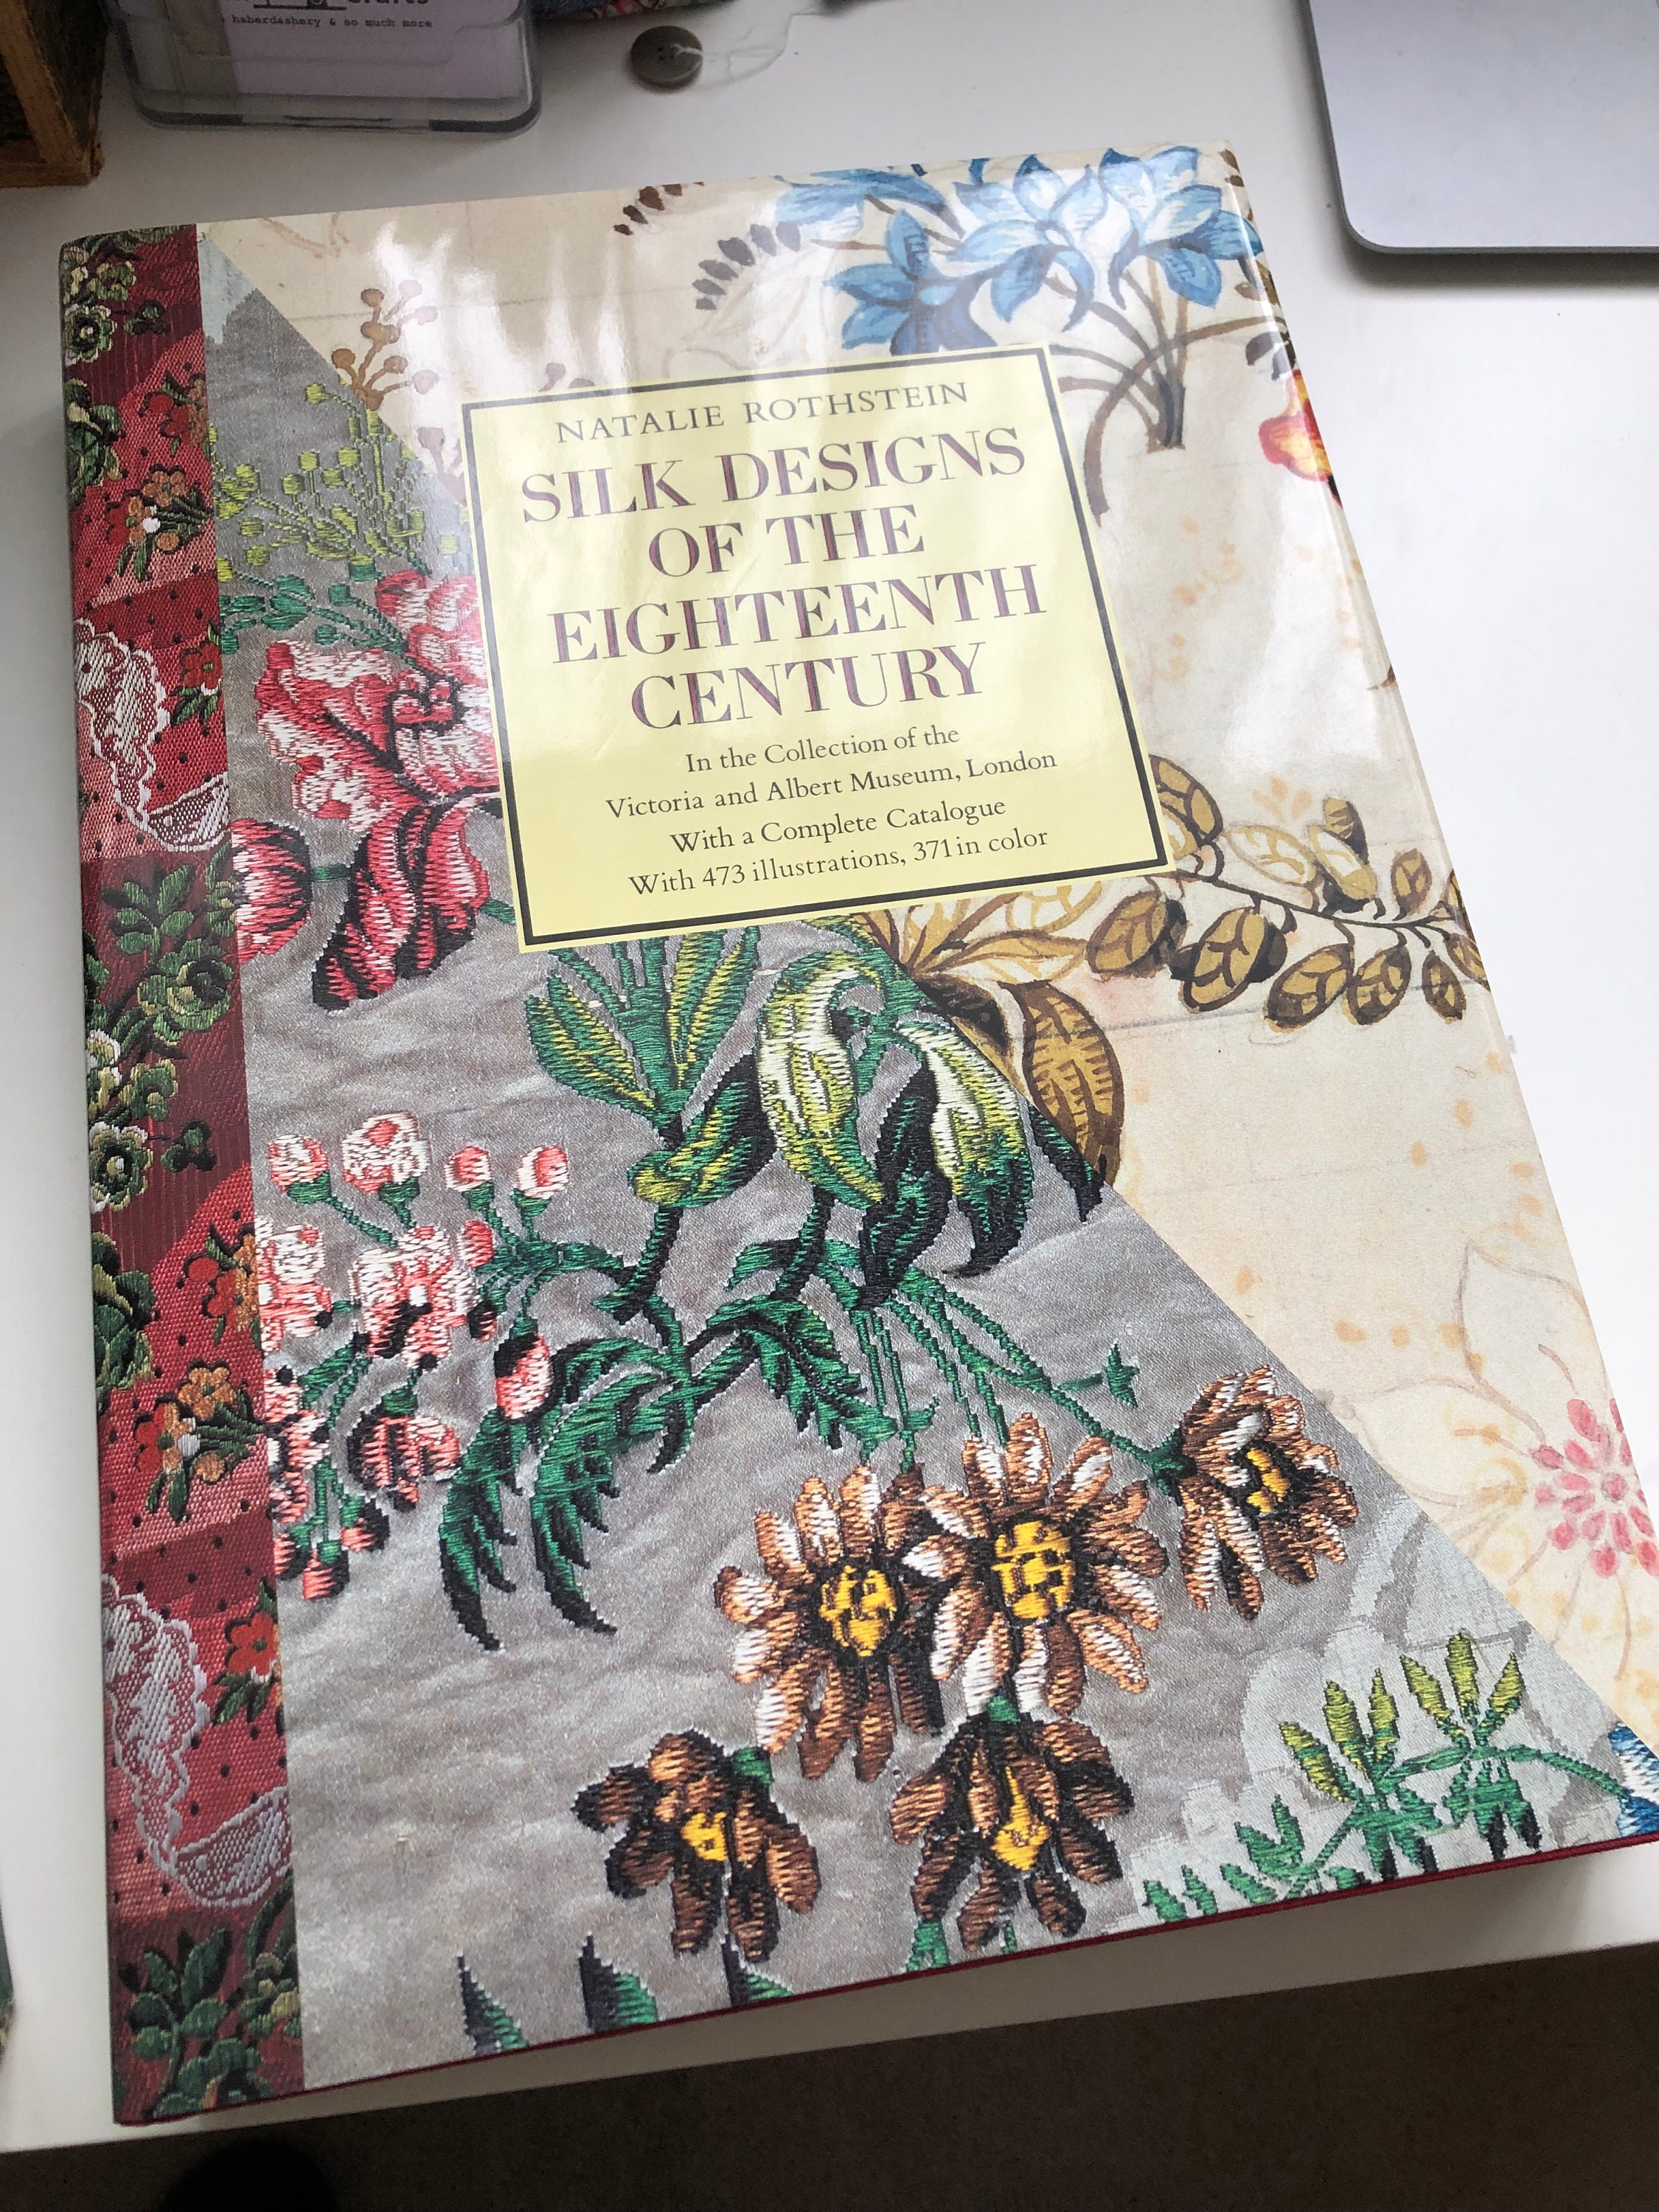 haberdashery & so much more
NATALIE ROTHSTEIN
SILK DESIGNS
OF THE
EIGHTEENTH
CENTURY
In the Collection of the
Victoria and Albert Museum, London
With a Complete Catalogue
With 473 illustrations, 371 in color